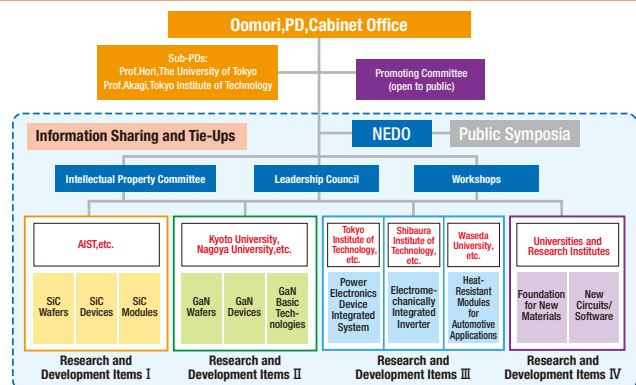 Oomori,PD,Cabinet Office
Sub-PDs:
Prof.Hori,The University of Tokyo
Prof.Akagi,Tokyo Institute of Technology
Promoting Committee
(open to public)
Information Sharing and Tie-Ups
NEDO
Public Symposia
Intellectual Property Committee
Leadership Council
Workshops
AIST,etc.
SiC
Wafers
SiC
Devices
SiC
Modules
Research and
Development Items Ⅰ
Kyoto University,
Nagoya University,etc.
GaN
Wafers
GaN
Devices
GaN
Basic
Tech-
nologies
Research and
Development Items Ⅱ
Tokyo
Institute of
Technology,
etc.
Power
Electronics
Device
Integrated
System
Shibaura
Institute of
Technology,
etc.
Electrome-
chanically
Integrated
Inverter
Waseda
University,
etc.
Heat-
Resistant
Modules
for
Automotive
Applications
Research and
Development Items Ⅲ
Universities and
Research Institutes
Foundation
for New
Materials
New
Circuits/
Software
Research and
Development Items Ⅳ